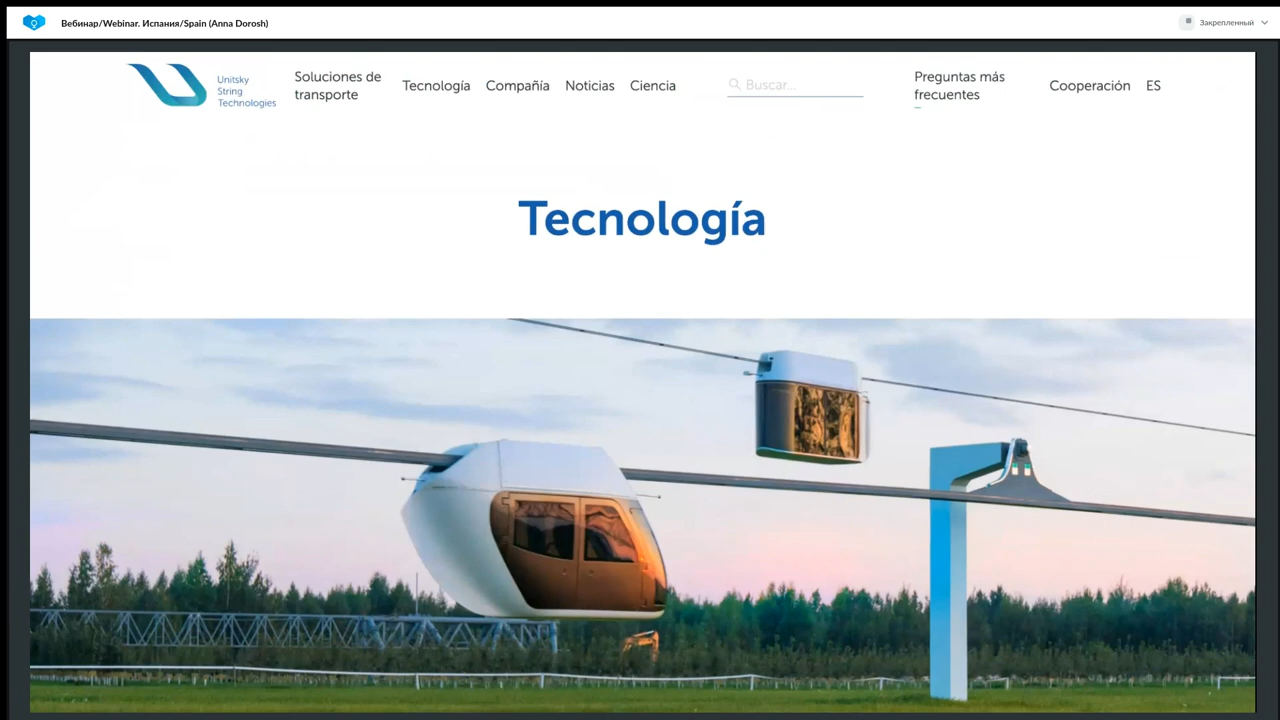 Вебинар/Webinar. Испания/Spain (Anna Dorosh)
Закрепленный
Unitsky
String
Technologies
Soluciones de
transporte
Tecnología
Compañía
Noticias
Ciencia
Buscar...
Preguntas más
frecuentes
Cooperación
ES
Tecnología